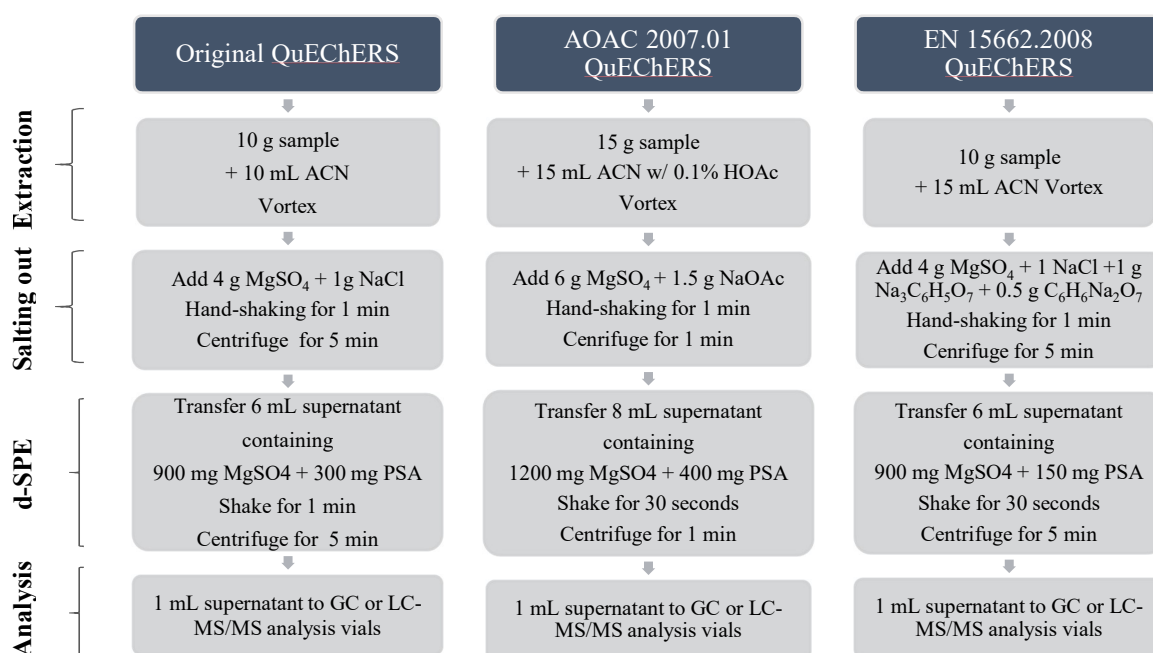 Original QuEChERS
AOAC 2007.01
QuEChERS
EN 15662.2008
QuEChERS
Extraction
10 g sample
+ 10 mL ACN
Vortex
15 g sample
+ 15 mL ACN w/ 0.1% HOAc
Vortex
10 g sample
+ 15 mL ACN Vortex
Salting out
Add 4 g MgSO₄ + 1g NaCl
Hand-shaking for 1 min
Centrifuge for 5 min
Add 6 g MgSO₄ + 1.5 g NaOAc
Hand-shaking for 1 min
Cenrifuge for 1 min
Add 4 g MgSO₄ + 1 NaCl +1 g
Na₃C₆H₅O₇ + 0.5 g C₆H₆Na₂O₇
Hand-shaking for 1 min
Cenrifuge for 5 min
d-SPE
Transfer 6 mL supernatant
containing
900 mg MgSO4 + 300 mg PSA
Shake for 1 min
Centrifuge for 5 min
Transfer 8 mL supernatant
containing
1200 mg MgSO4 + 400 mg PSA
Shake for 30 seconds
Centrifuge for 1 min
Transfer 6 mL supernatant
containing
900 mg MgSO4 + 150 mg PSA
Shake for 30 seconds
Centrifuge for 5 min
Analysis
1 mL supernatant to GC or LC-
MS/MS analysis vials
1 mL supernatant to GC or LC-
MS/MS analysis vials
1 mL supernatant to GC or LC-
MS/MS analysis vials